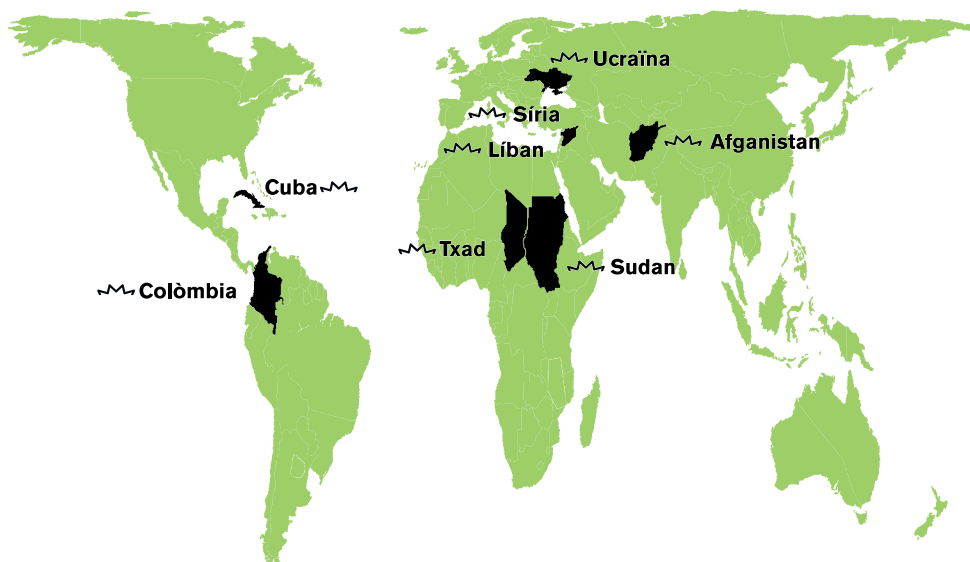 Ucraïna
Síria
Afganistan
Líban
Cuba
Txad
Sudan
Colòmbia